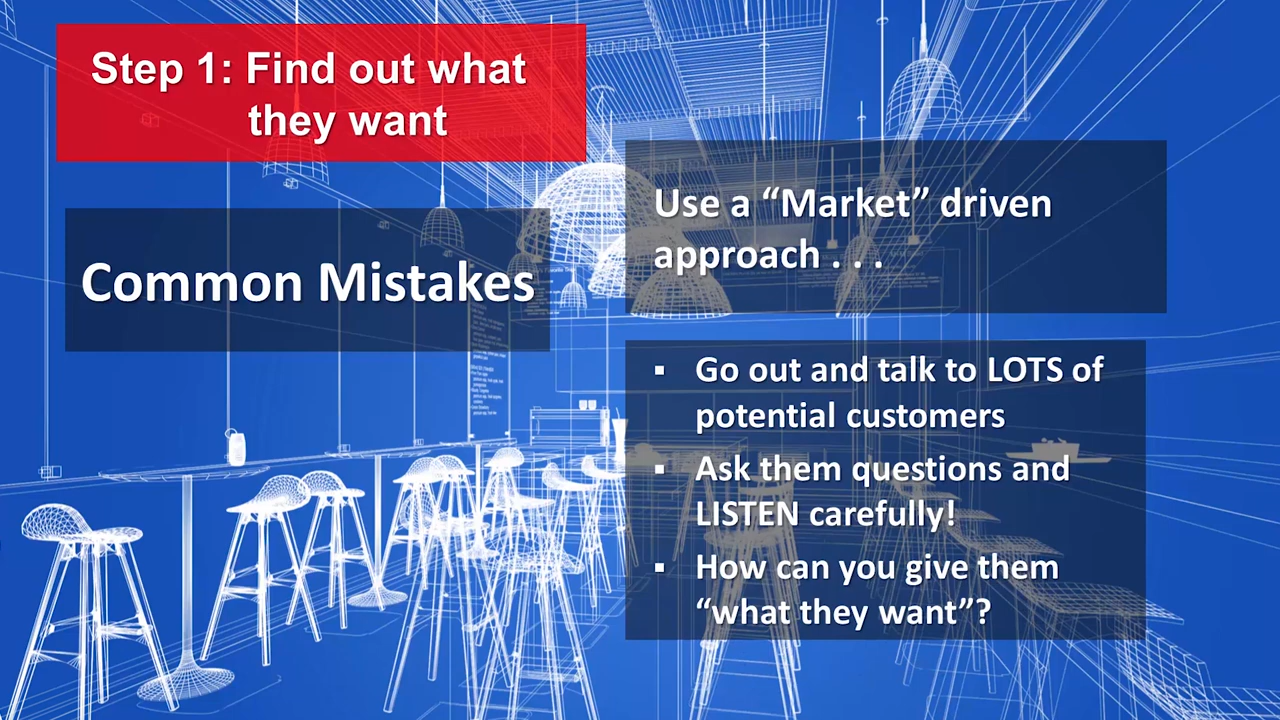 Step 1: Find out what
they want
Common Mistakes
Use a “Market” driven
approach . . .
▪ Go out and talk to LOTS of
potential customers
▪ Ask them questions and
LISTEN carefully!
▪ How can you give them
“what they want”?